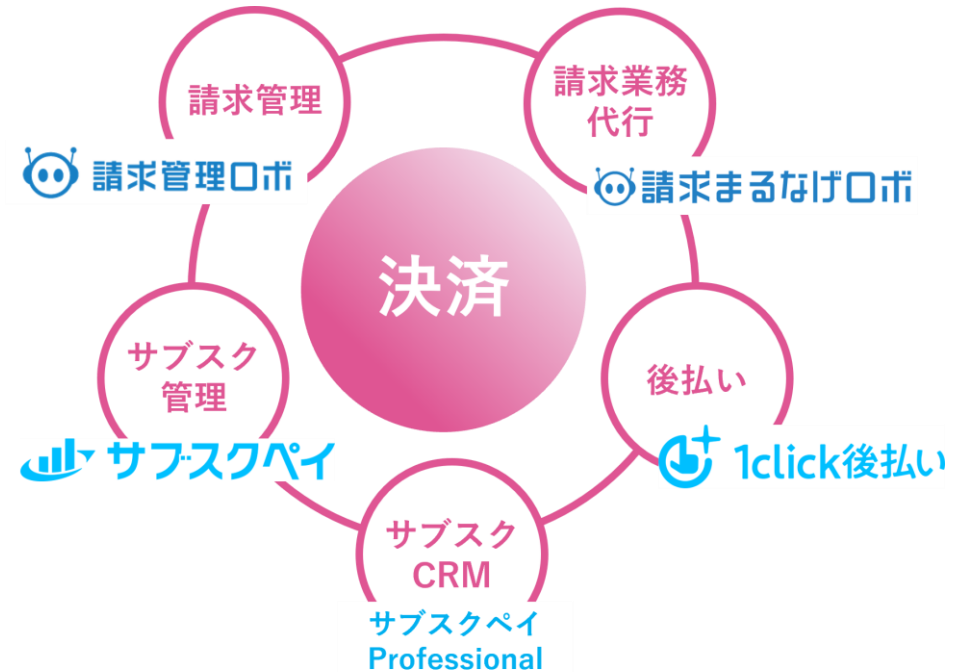 請求管理
請求管理ロボ
請求業務
代行
請求まるなげロボ
決済
サブスク
管理
サブスクペイ
後払い
1click後払い
サブスク
CRM
サブスクペイ
Professional